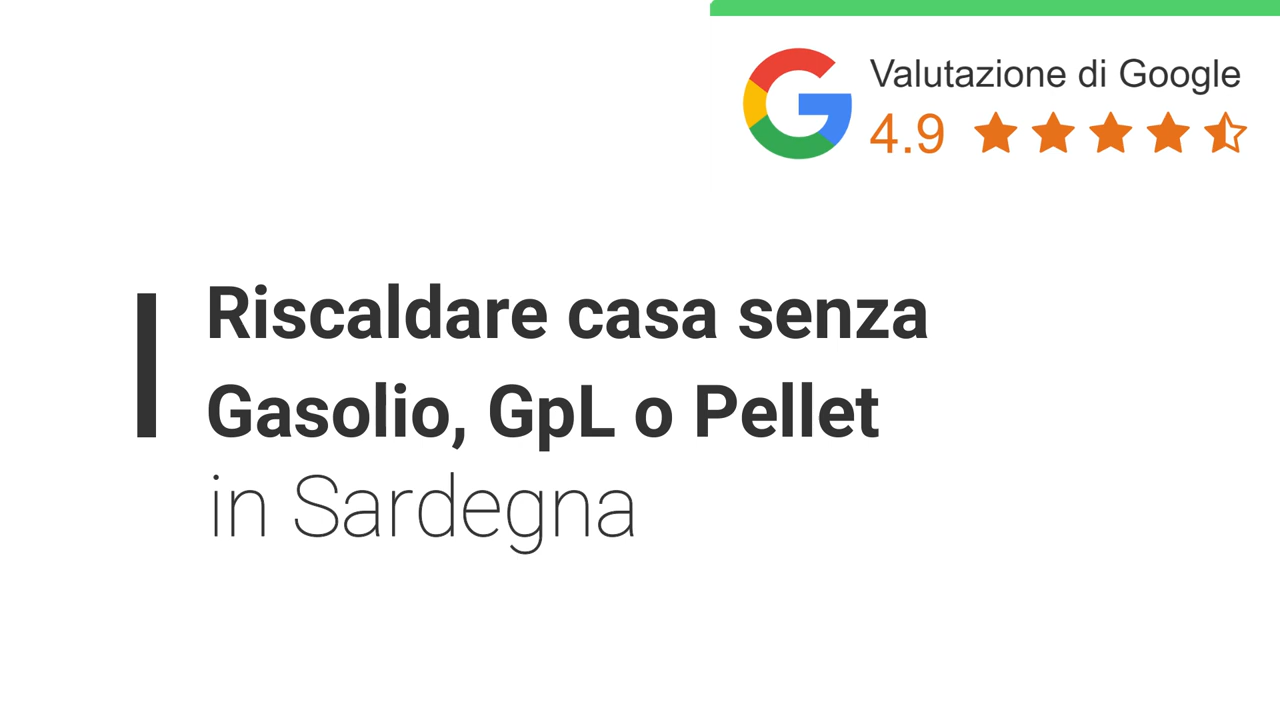 Valutazione di Google
4.9
Riscaldare casa senza
Gasolio, GpL o Pellet
in Sardegna